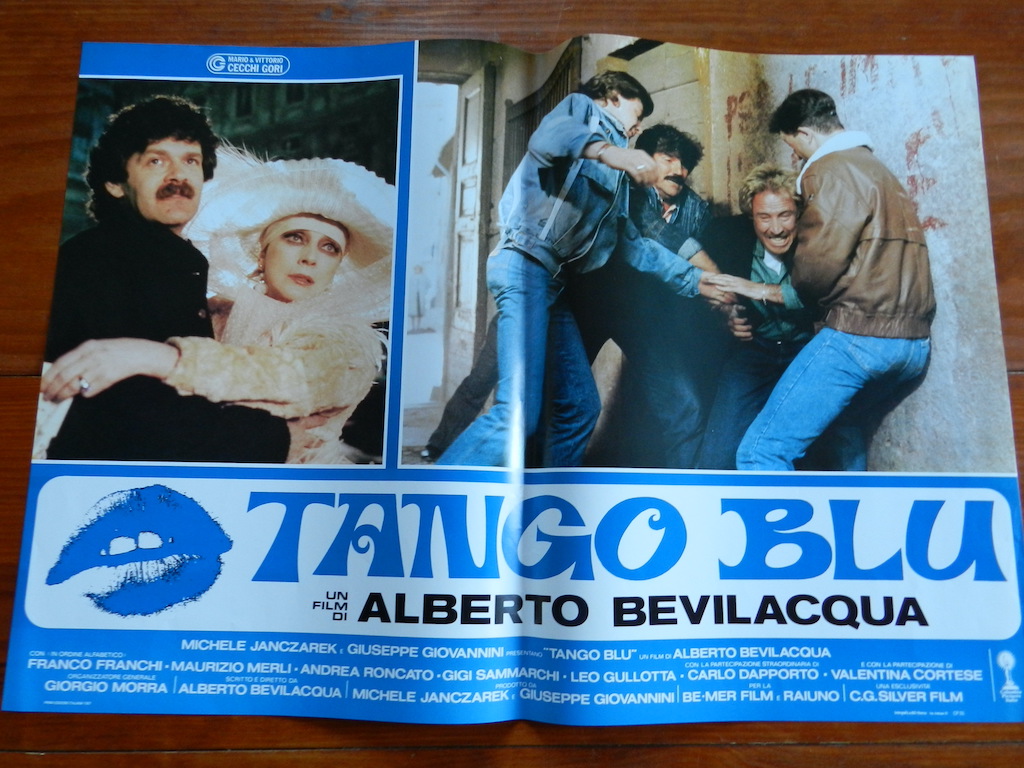 MARIO & VITTORIO
CECCHI GORI
TANGO BLU
UN
FILM
DI
ALBERTO BEVILACQUA
MICHELE JANCZAREK E GIUSEPPE GIOVANNINI PRESENTANO "TANGO BLU" UN FILM DI ALBERTO BEVILACQUA
CON - IN ORDINE ALFABETICO -
FRANCO FRANCHI • MAURIZIO MERLI • ANDREA RONCATO • GIGI SAMMARCHI • LEO GULLOTTA •
CON LA PARTECIPAZIONE STRAORDINARIA DI
CARLO DAPPORTO •
E CON LA PARTECIPAZIONE DI
VALENTINA CORTESE
ORGANIZZATORE GENERALE
GIORGIO MORRA
SCRITTO E DIRETTO DA
ALBERTO BEVILACQUA
PRODOTTO DA
MICHELE JANCZAREK E GIUSEPPE GIOVANNINI
PER LA
BE•MER FILM E RAIUNO
UNA ESCLUSIVITÀ
C.G. SILVER FILM